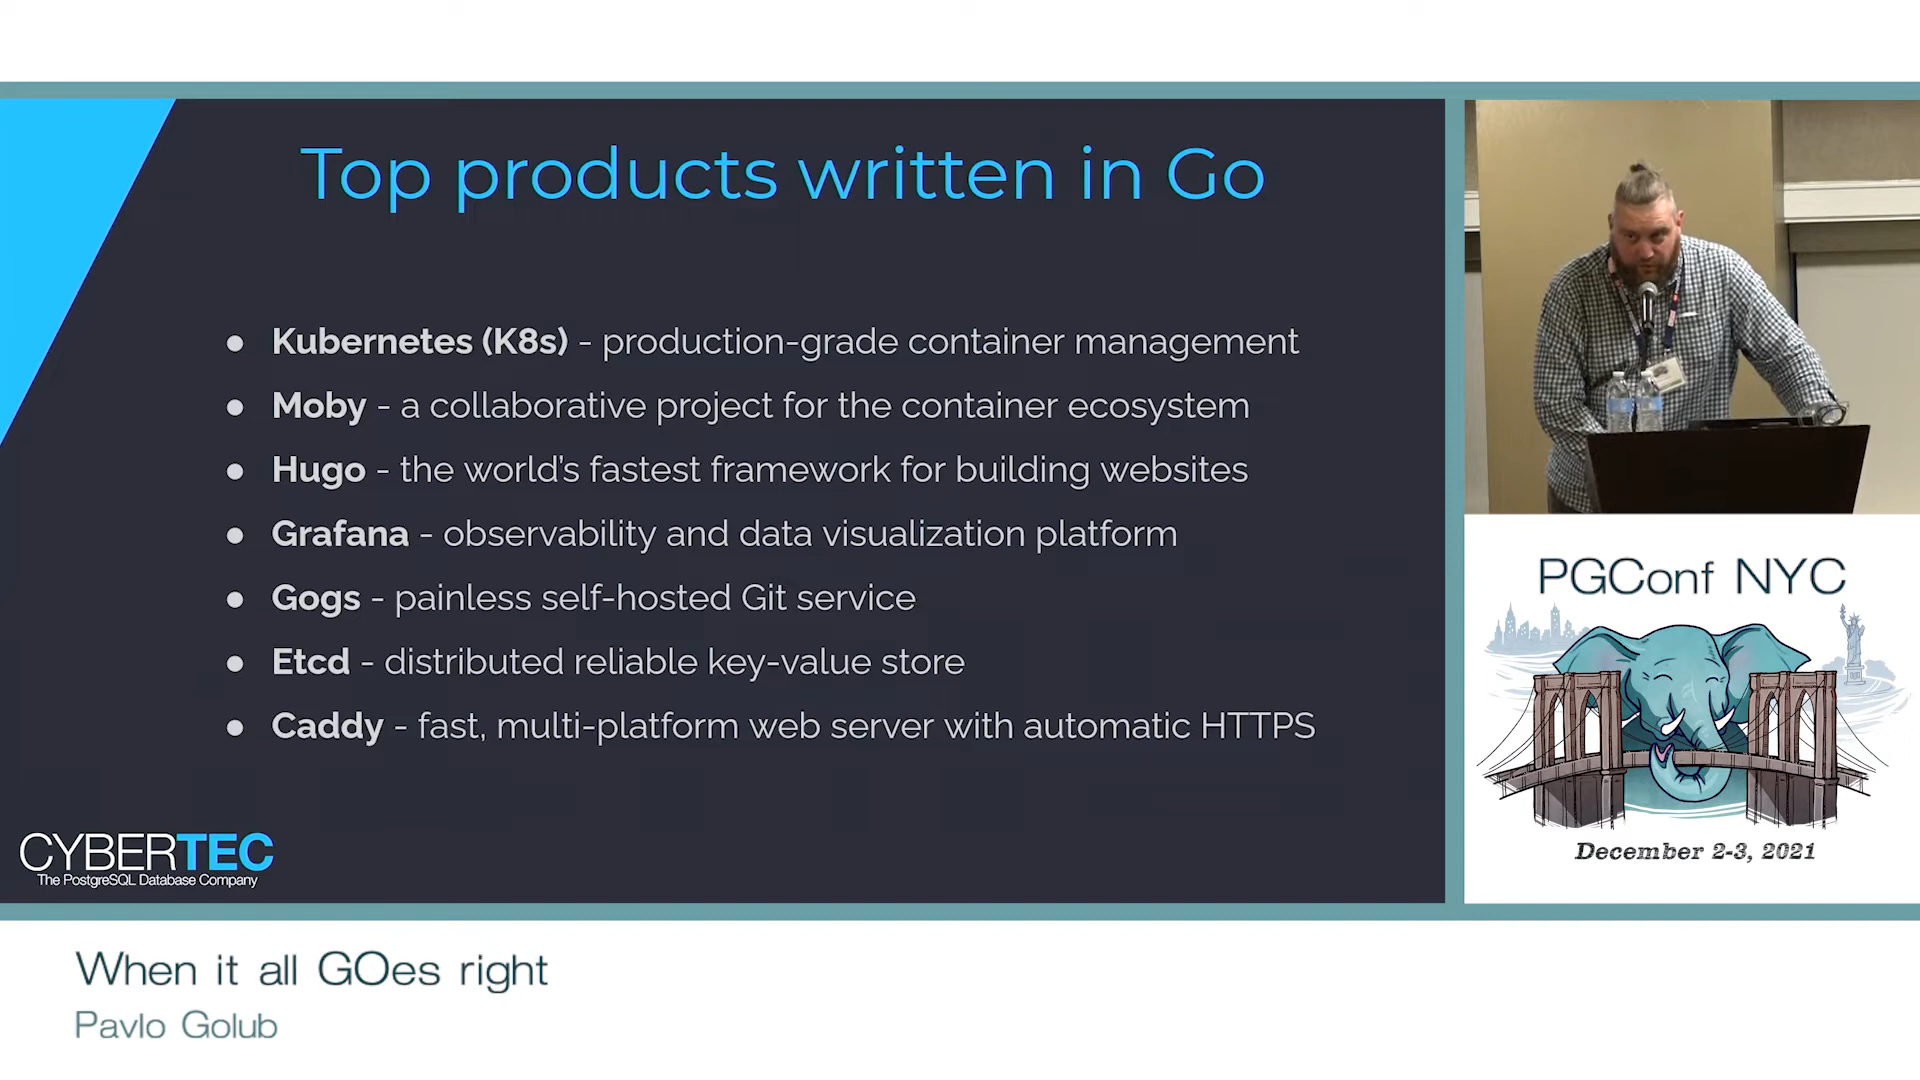 Top products written in Go
● Kubernetes (K8s) - production-grade container management
● Moby - a collaborative project for the container ecosystem
● Hugo - the world's fastest framework for building websites
● Grafana - observability and data visualization platform
● Gogs - painless self-hosted Git service
● Etcd - distributed reliable key-value store
● Caddy - fast, multi-platform web server with automatic HTTPS
CYBERTEC
The PostgreSQL Database Company
PGConf NYC
December 2-3, 2021
When it all GOes right
Pavlo Golub